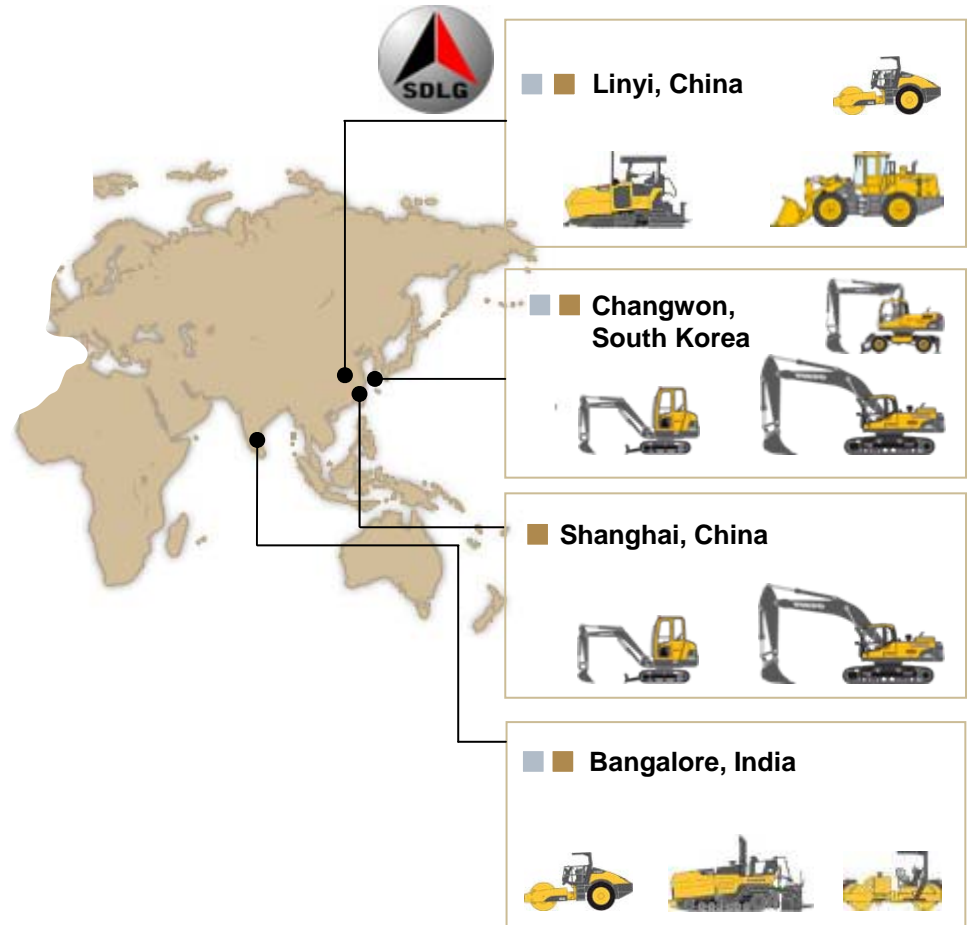 SDLG
Linyi, China
Changwon,
South Korea
Shanghai, China
Bangalore, India